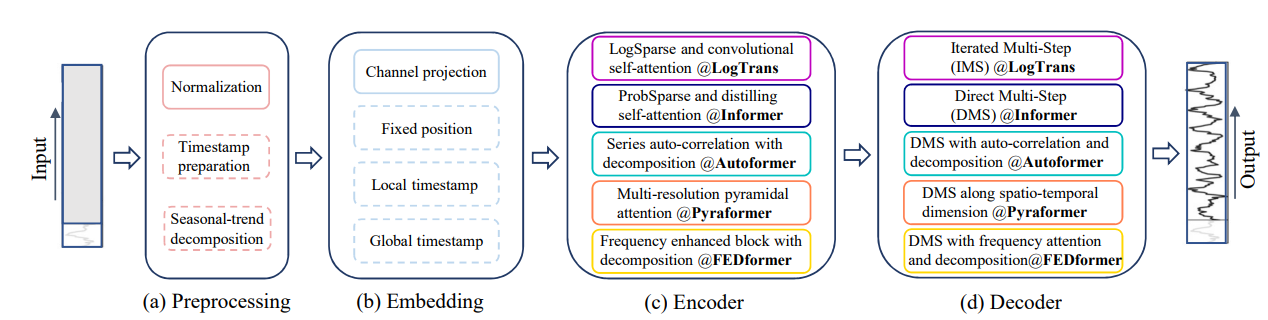 Input
Normalization
Timestamp
preparation
Seasonal-trend
decomposition
(a) Preprocessing
Channel projection
Fixed position
Local timestamp
Global timestamp
(b) Embedding
LogSparse and convolutional
self-attention @LogTrans
ProbSparse and distilling
self-attention @Informer
Series auto-correlation with
decomposition @Autoformer
Multi-resolution pyramidal
attention @Pyraformer
Frequency enhanced block with
decomposition @FEDformer
(c) Encoder
Iterated Multi-Step
(IMS) @LogTrans
Direct Multi-Step
(DMS) @Informer
DMS with auto-correlation and
decomposition @Autoformer
DMS along spatio-temporal
dimension @Pyraformer
DMS with frequency attention
and decomposition@FEDformer
(d) Decoder
Output